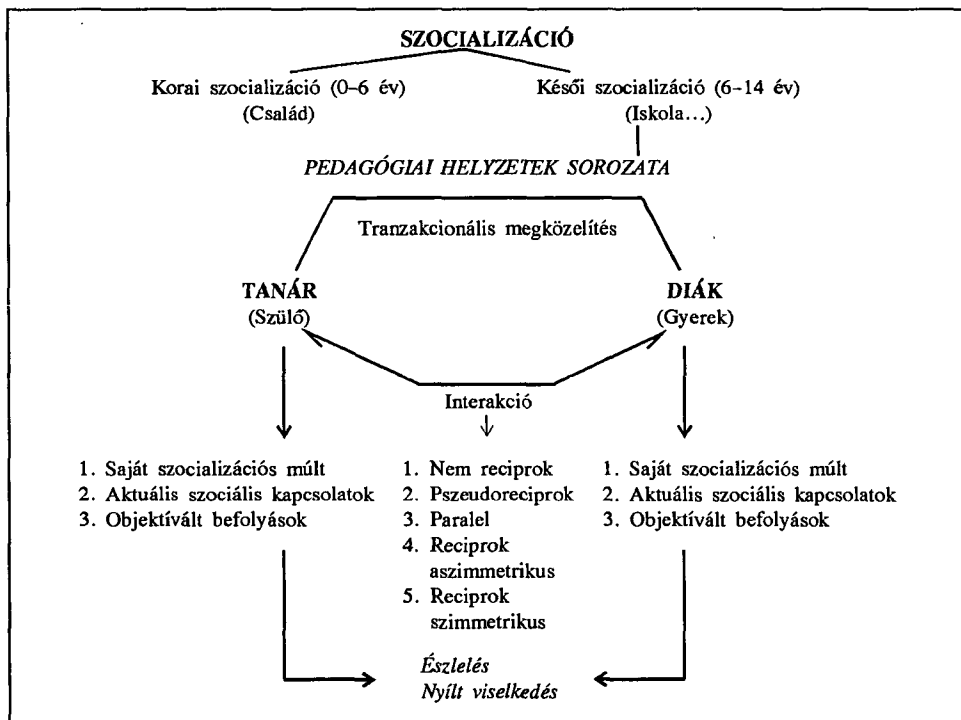 SZOCIALIZÁCIÓ
Korai szocializáció (0–6 év)
(Család)
Késői szocializáció (6–14 év)
(Iskola...)
PEDAGÓGIAI HELYZETEK SOROZATA
Tranzakcionális megközelítés
TANÁR
(Szülő)
DIÁK
(Gyerek)
Interakció
1. Saját szocializációs múlt
2. Aktuális szociális kapcsolatok
3. Objektívált befolyások
1. Nem reciprok
2. Pszeudoreciprok
3. Paralel
4. Reciprok
aszimmetrikus
5. Reciprok
szimmetrikus
1. Saját szocializációs múlt
2. Aktuális szociális kapcsolatok
3. Objektívált befolyások
Észlelés
Nyílt viselkedés